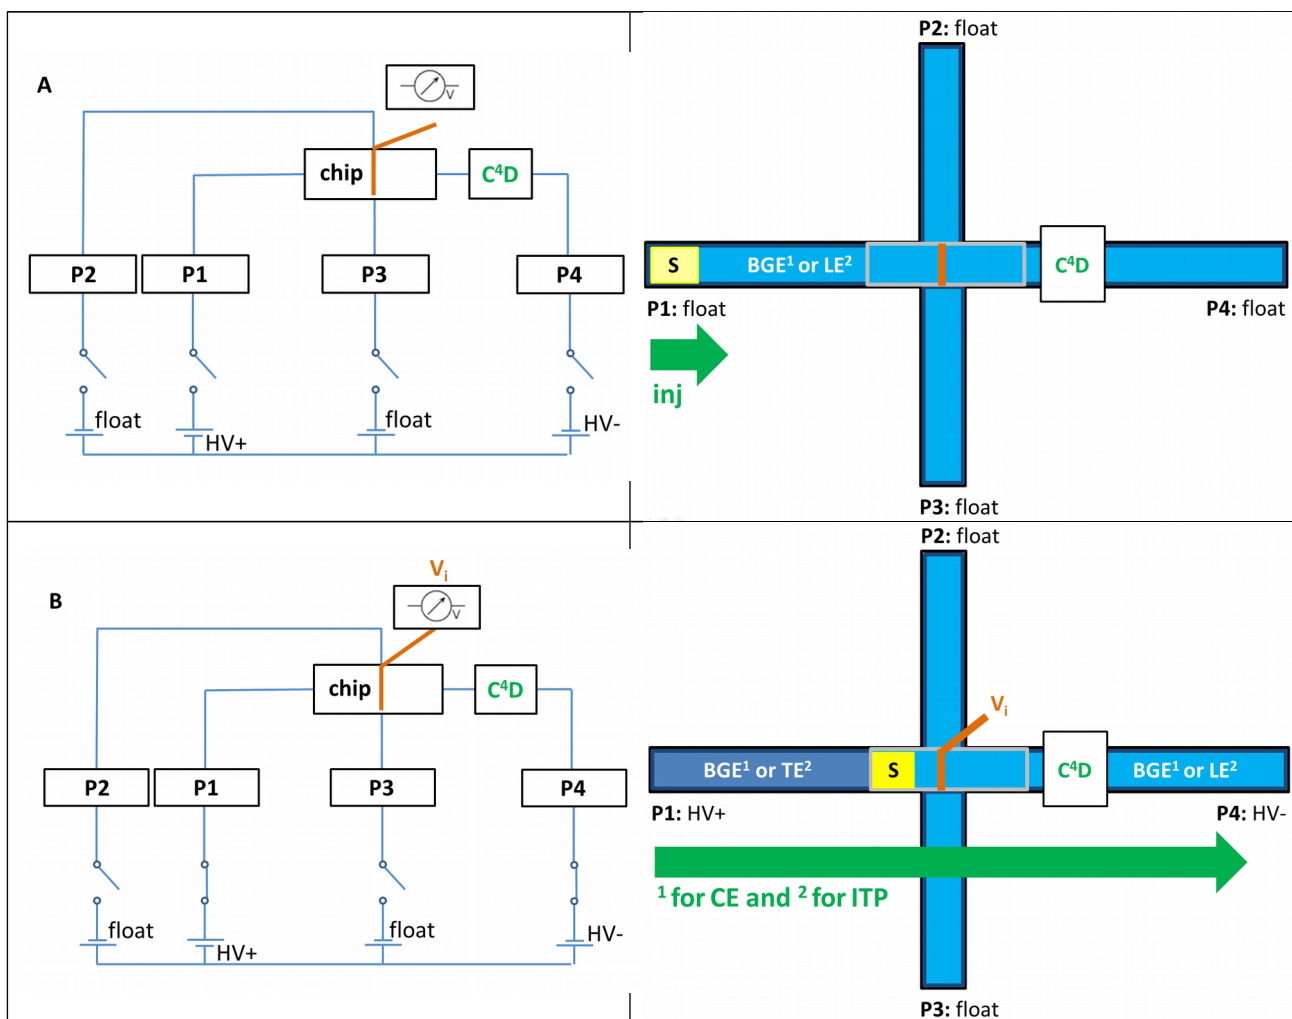 A
V
chip
C⁴D
P2
P1
P3
P4
float
HV+
float
HV-
P2: float
S
BGE¹ or LE²
C⁴D
P1: float
P4: float
inj
P3: float
B
Vi
V
chip
C⁴D
P2
P1
P3
P4
float
HV+
float
HV-
P2: float
Vi
BGE¹ or TE²
S
C⁴D
BGE¹ or LE²
P1: HV+
P4: HV-
¹ for CE and ² for ITP
P3: float